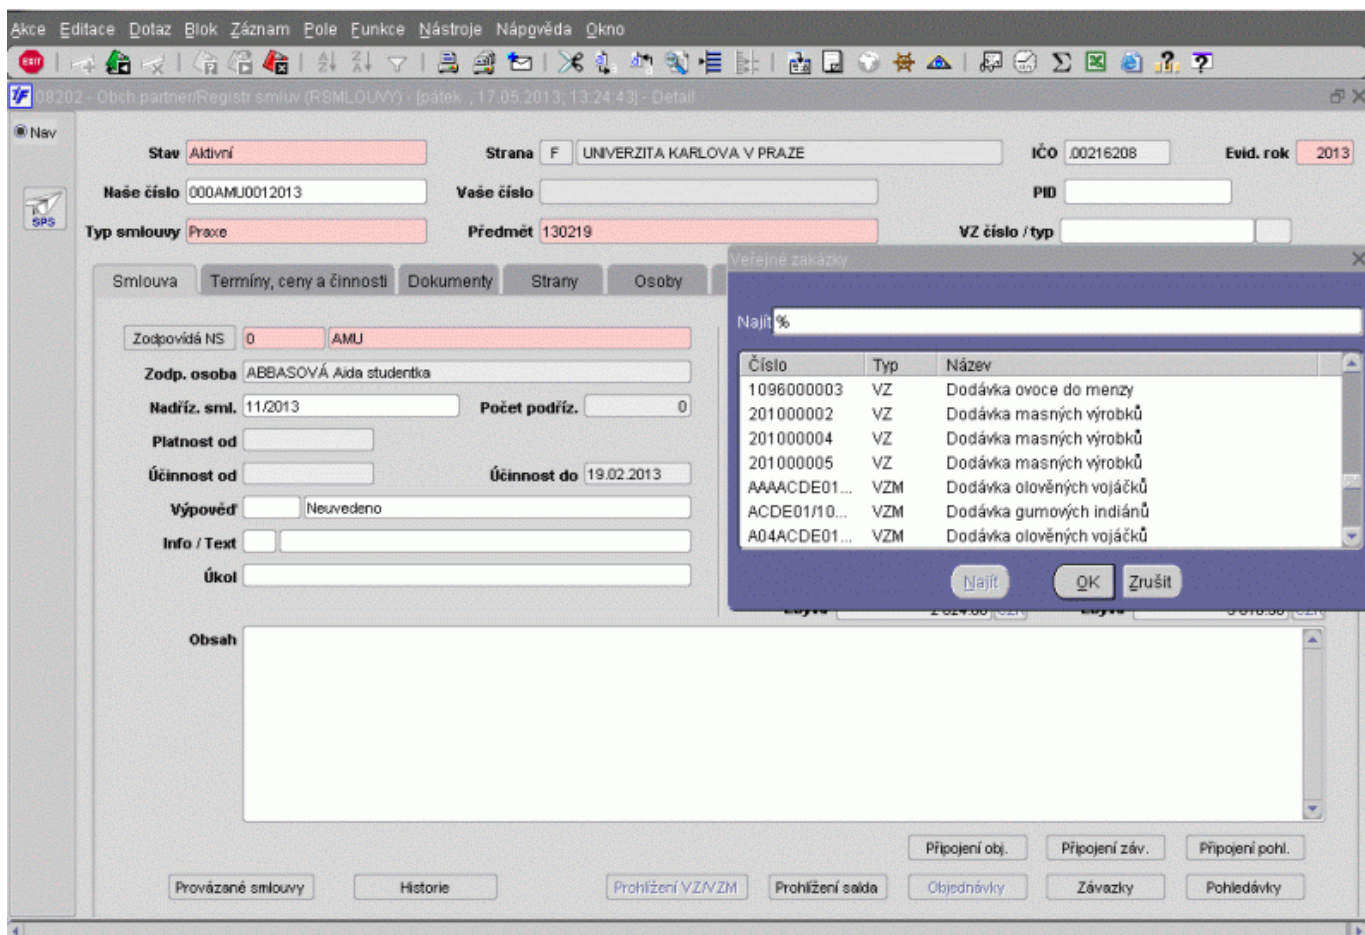 Akce Editace Dotaz Blok Záznam Pole Funkce Nástroje Nápověda Okno
EXIT
08202 - Obch partner/Registr smluv (RSMLOUVY) - [pátek , 17.05.2013; 13:24:43] - Detail
Nav
Stav Aktivní Strana F UNIVERZITA KARLOVA V PRAZE IČO .00216208 Evid. rok 2013
Naše číslo 000AMU0012013 Vaše číslo PID
SPS
Typ smlouvy Praxe Předmět 130219 VZ číslo / typ
Veřejné zakázky
Smlouva Termíny, ceny a činnosti Dokumenty Strany Osoby
Najít %
Zodpovídá NS 0 AMU
Číslo Typ Název
Zodp. osoba ABBASOVÁ Aida studentka
1096000003 VZ Dodávka ovoce do menzy
Nadříz. sml. 11/2013 Počet podříz. 0
201000002 VZ Dodávka masných výrobků
Platnost od
201000004 VZ Dodávka masných výrobků
201000005 VZ Dodávka masných výrobků
Účinnost od Účinnost do 19.02.2013
AAAACDE01... VZM Dodávka olověných vojáčků
Výpověď Neuvedeno
ACDE01/10... VZM Dodávka gumových indiánů
A04ACDE01... VZM Dodávka olověných vojáčků
Info / Text
Úkol
Najít OK Zrušit
Obsah
Připojení obj. Připojení záv. Připojení pohl.
Provázané smlouvy Historie Prohlížení VZ/VZM Prohlížení salda Objednávky Závazky Pohledávky